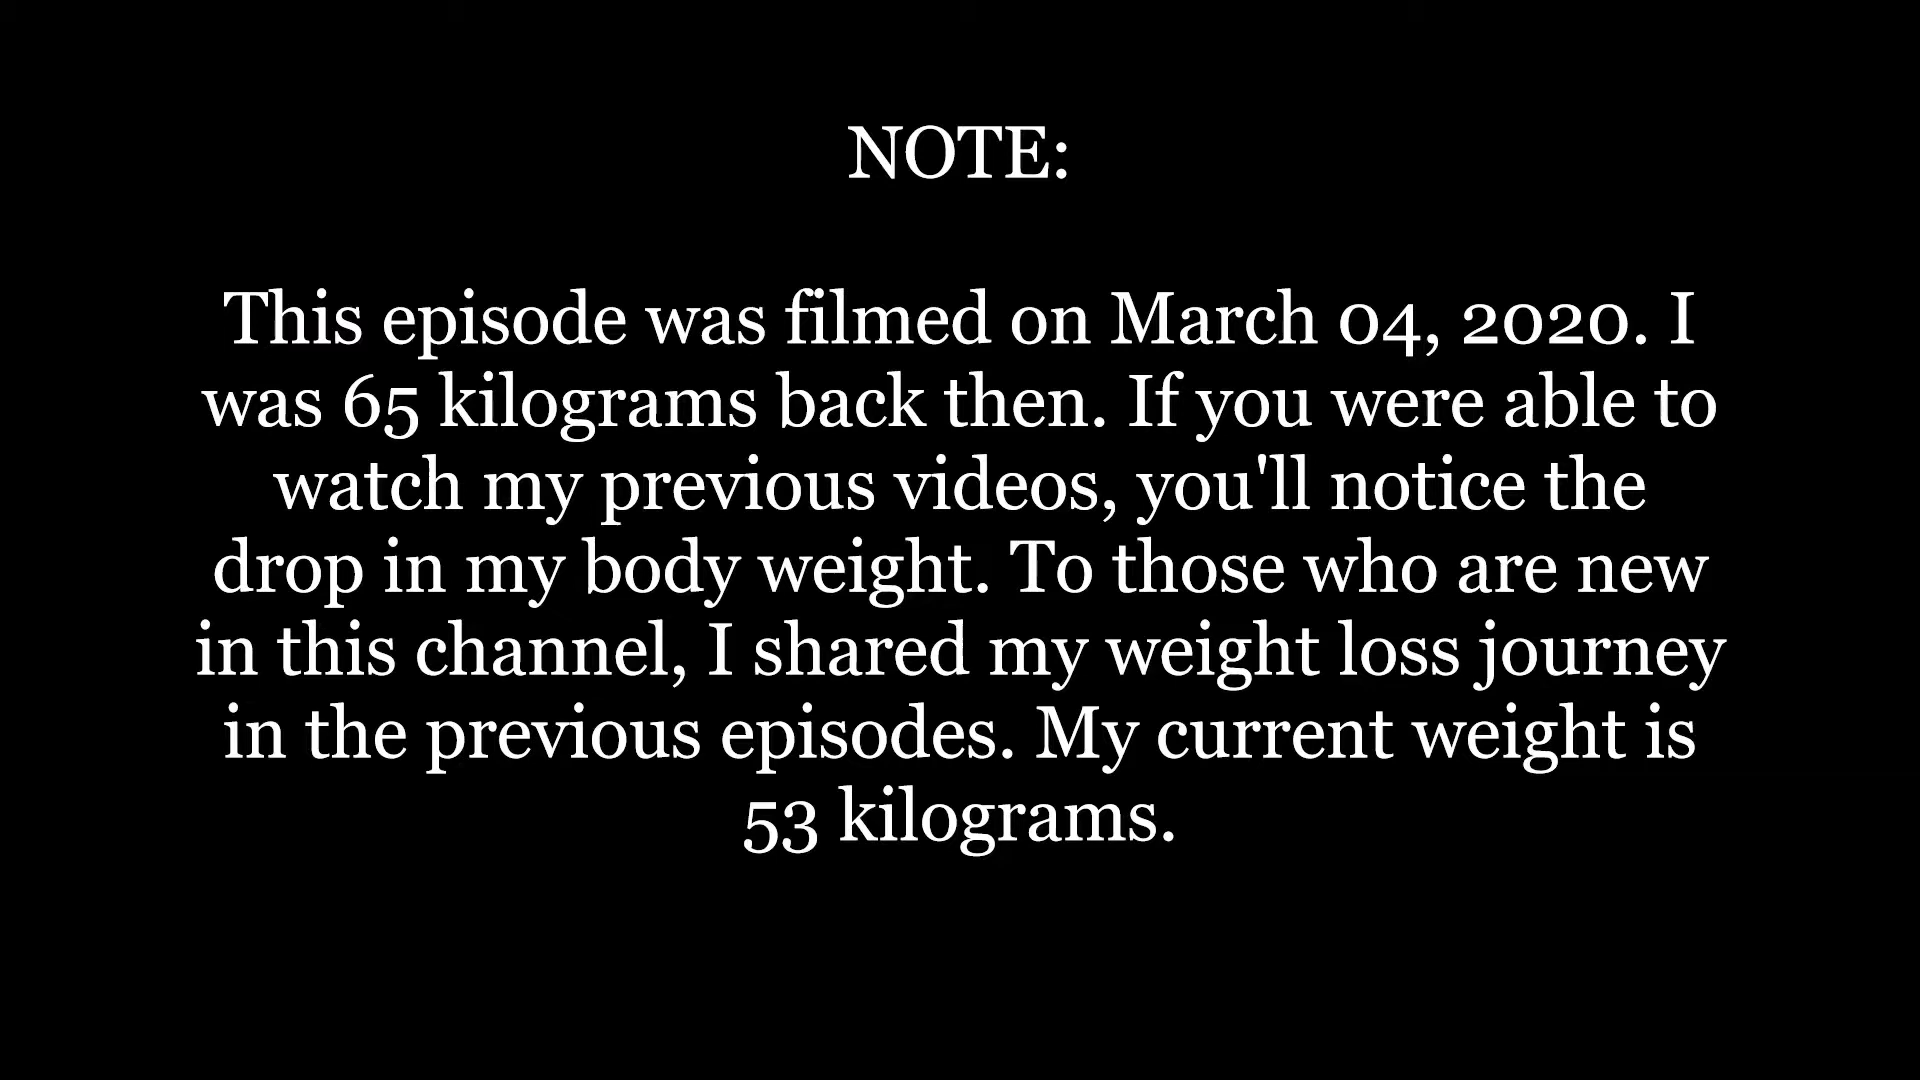 NOTE:
This episode was filmed on March 04, 2020. I
was 65 kilograms back then. If you were able to
watch my previous videos, you'll notice the
drop in my body weight. To those who are new
in this channel, I shared my weight loss journey
in the previous episodes. My current weight is
53 kilograms.